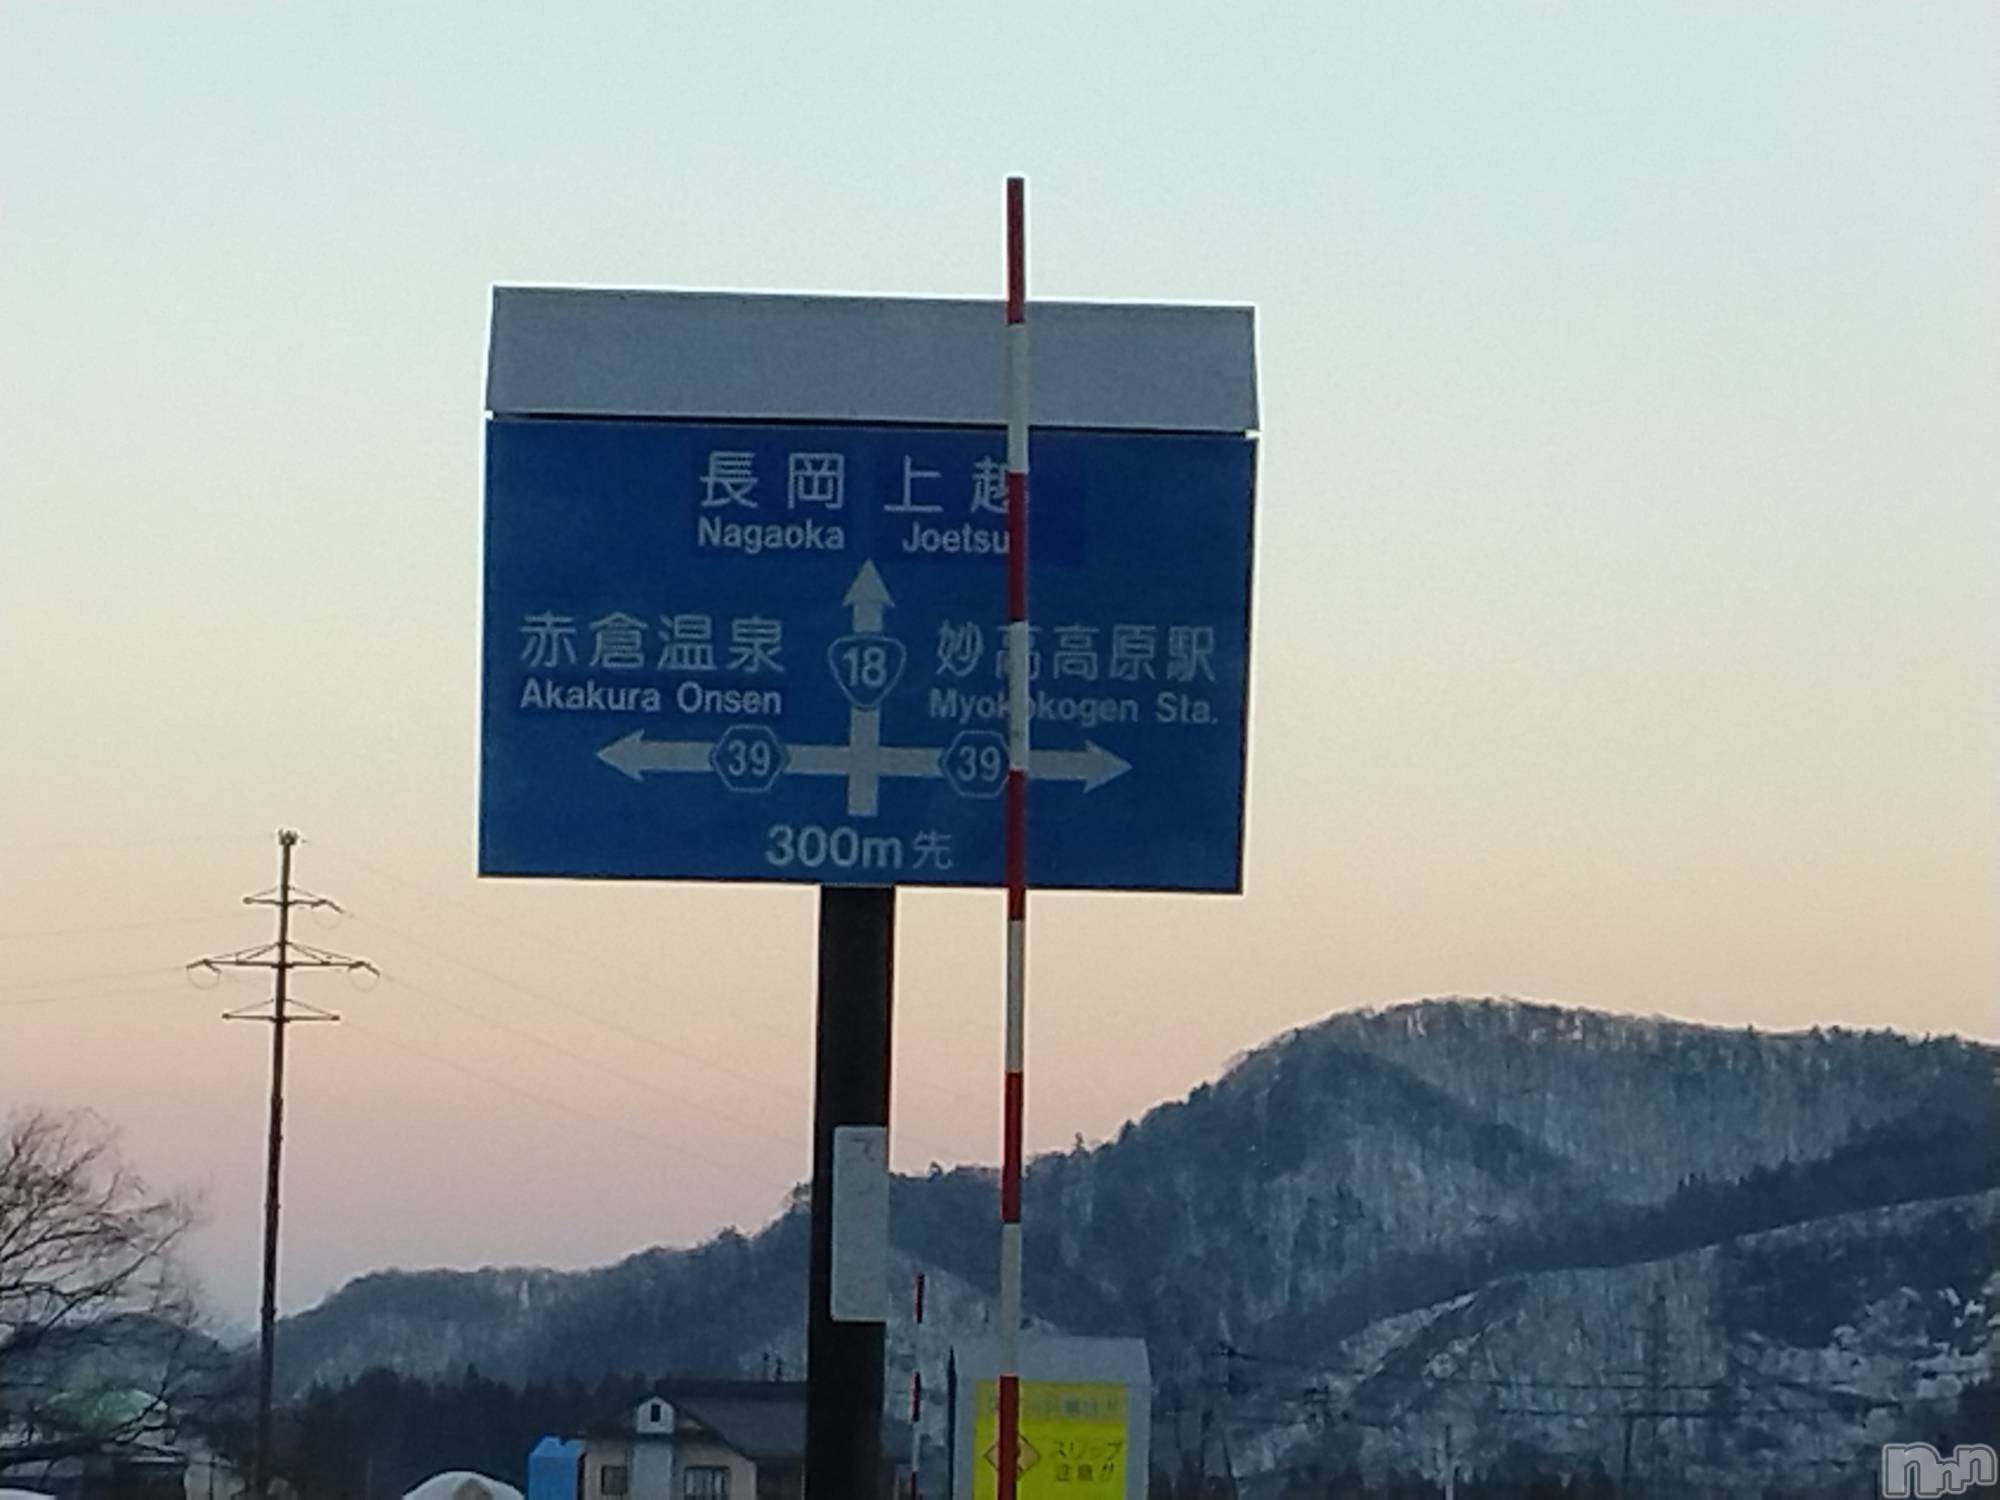 長岡 上越
Nagaoka Joetsu
赤倉温泉 18 妙高高原駅
Akakura Onsen Myokokogen Sta.
39 39
300m先
スリップ
注意!!
nnn